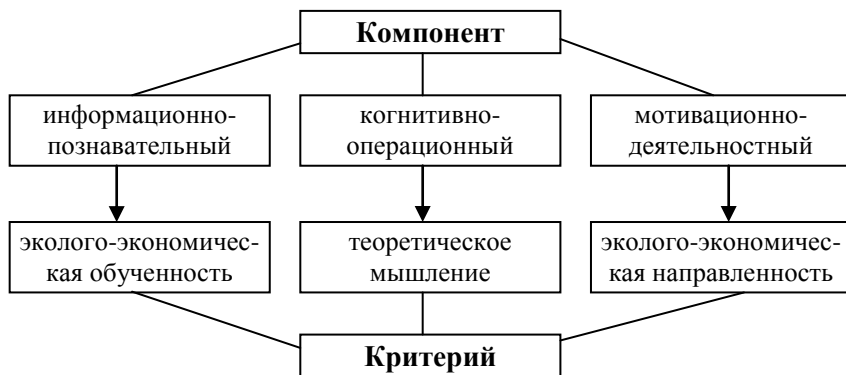 Компонент
информационно-
познавательный
когнитивно-
операционный
мотивационно-
деятельностный
эколого-экономичес-
кая обученность
теоретическое
мышление
эколого-экономичес-
кая направленность
Критерий